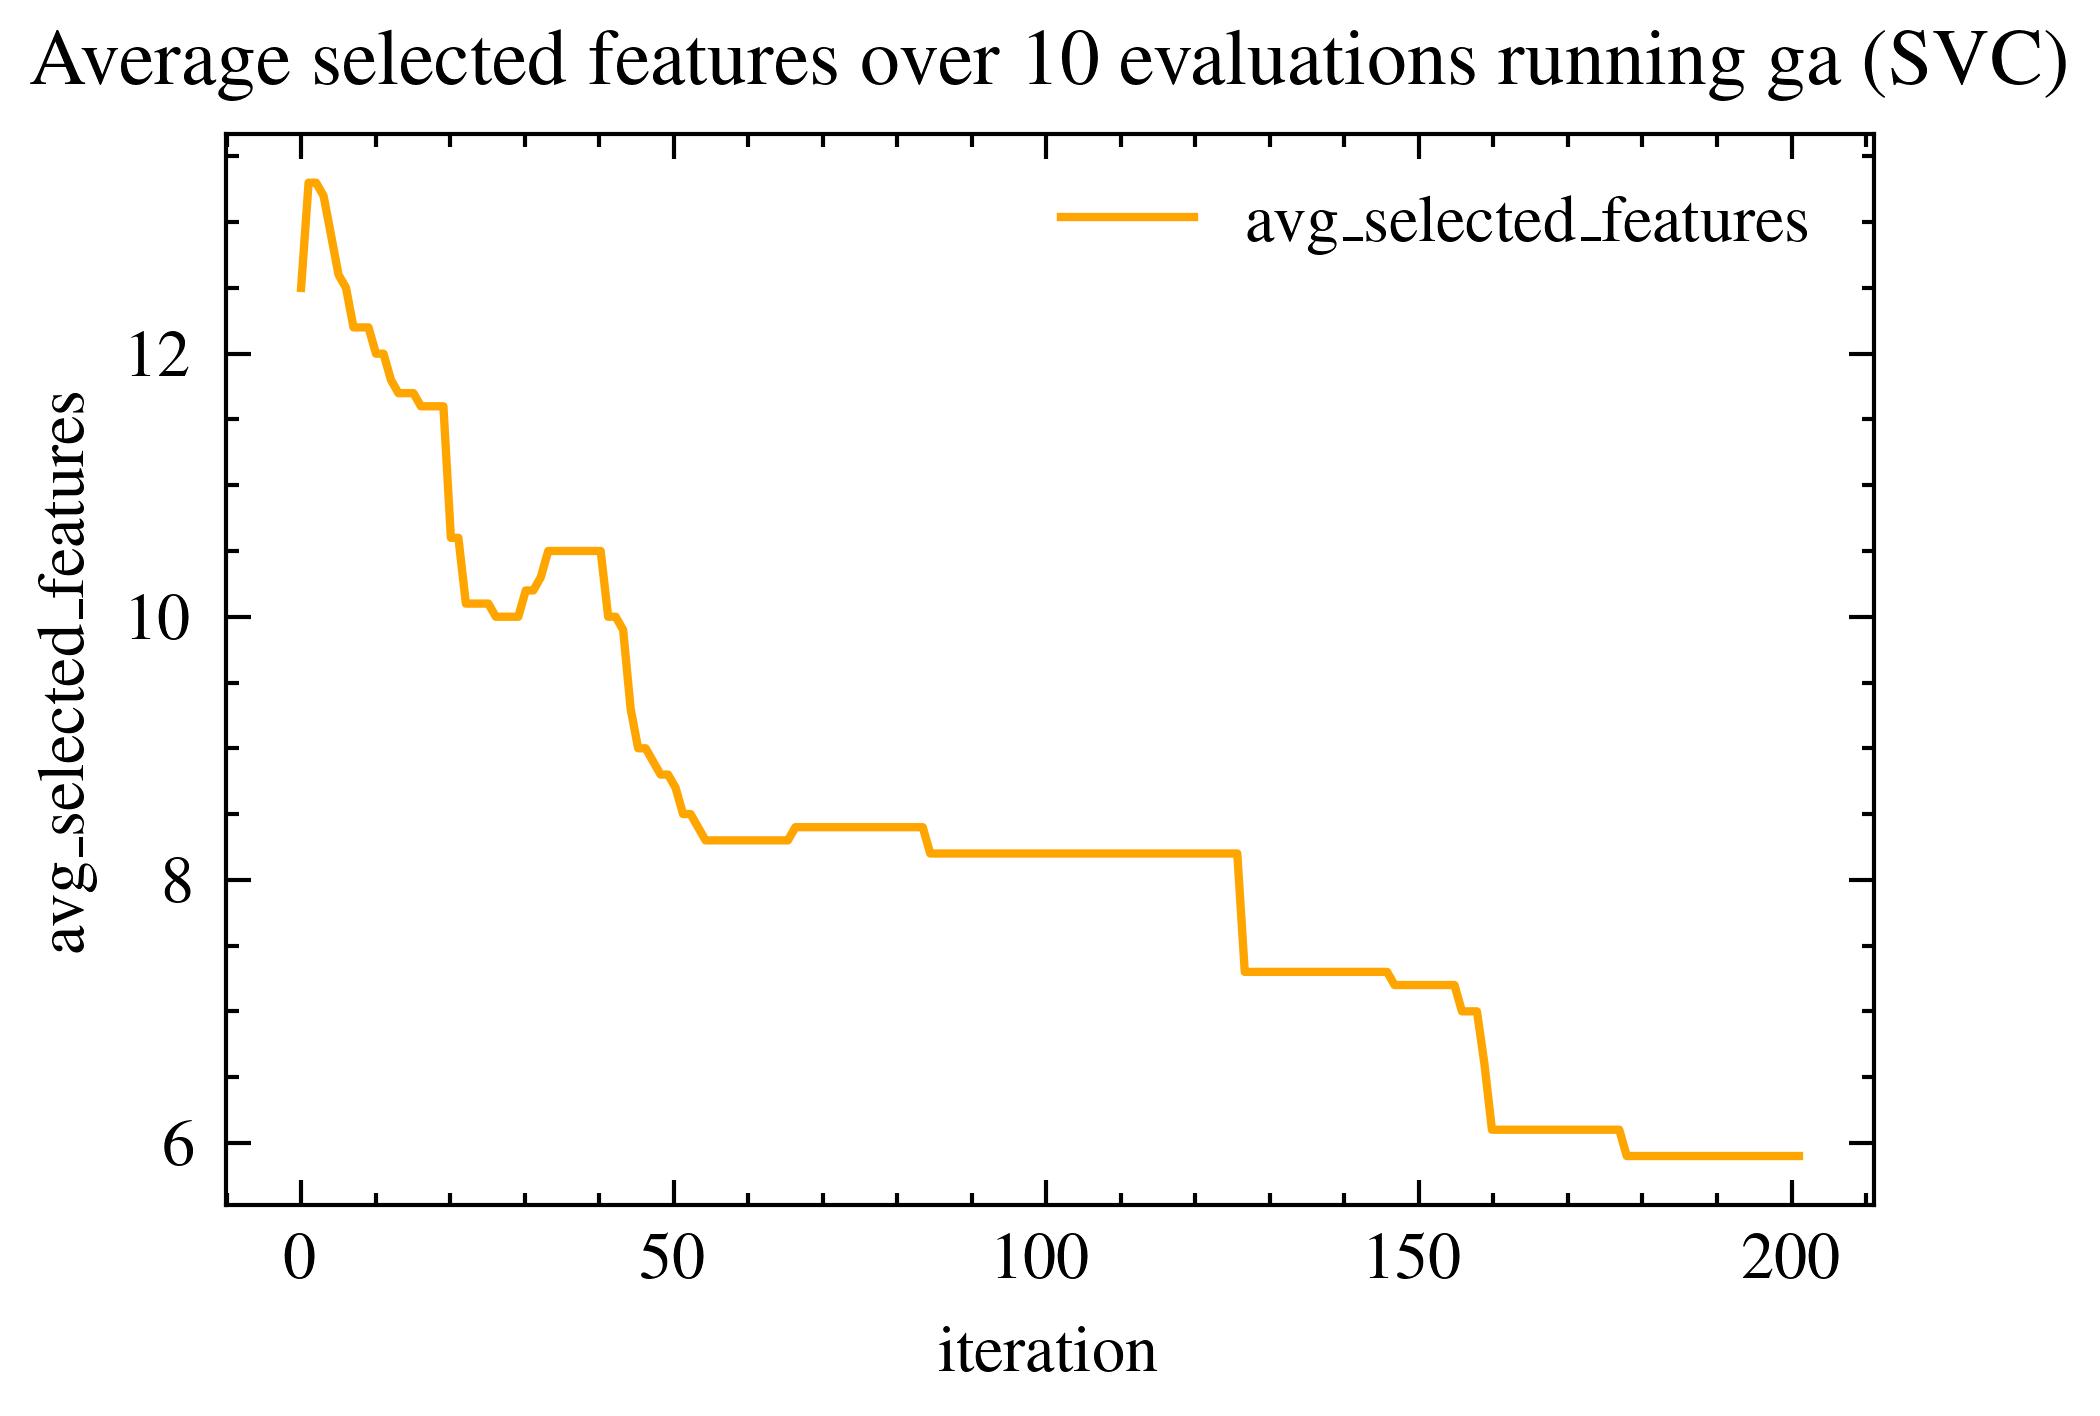 Average selected features over 10 evaluations running ga (SVC)
avg_selected_features
avg_selected_features
12
10
8
6
0 50 100 150 200
iteration